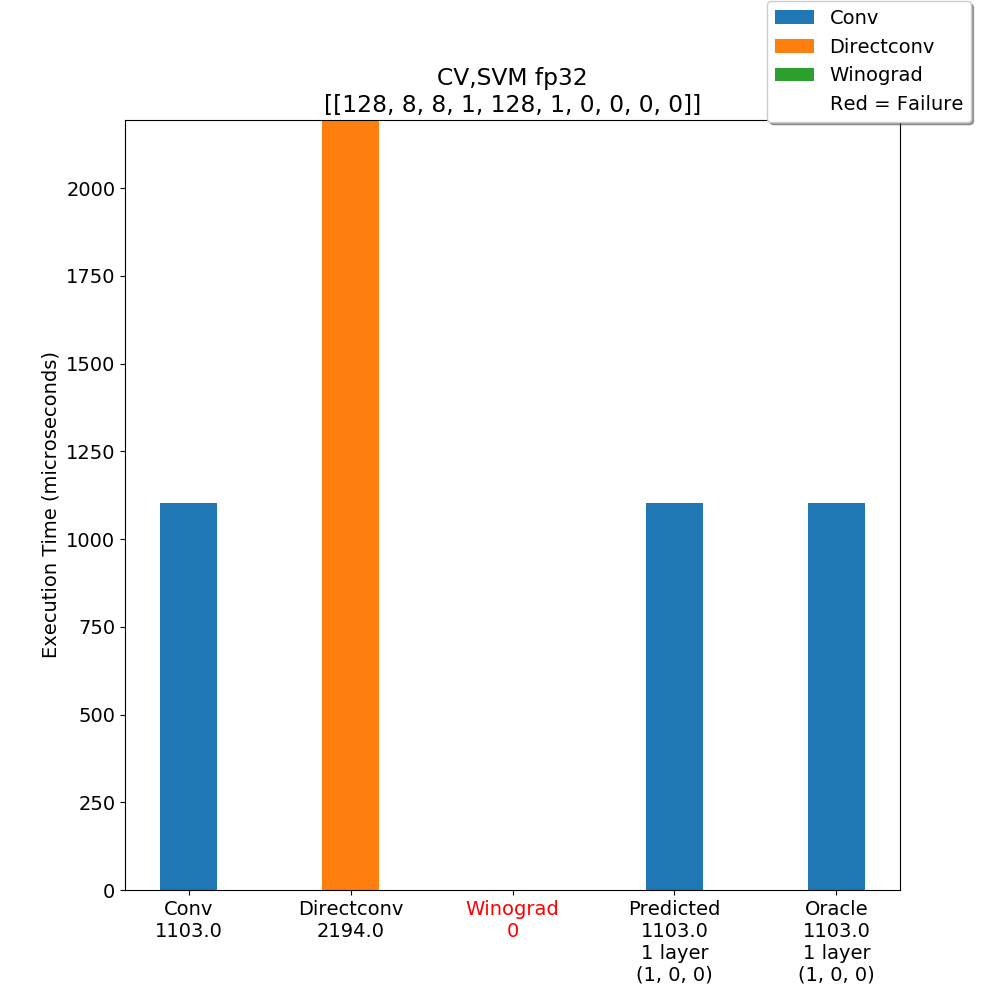 Conv
Directconv
Winograd
Red = Failure
CV,SVM fp32
[[128, 8, 8, 1, 128, 1, 0, 0, 0, 0]]
Execution Time (microseconds)
2000
1750
1500
1250
1000
750
500
250
0
Conv
1103.0
Directconv
2194.0
Winograd
0
Predicted
1103.0
1 layer
(1, 0, 0)
Oracle
1103.0
1 layer
(1, 0, 0)